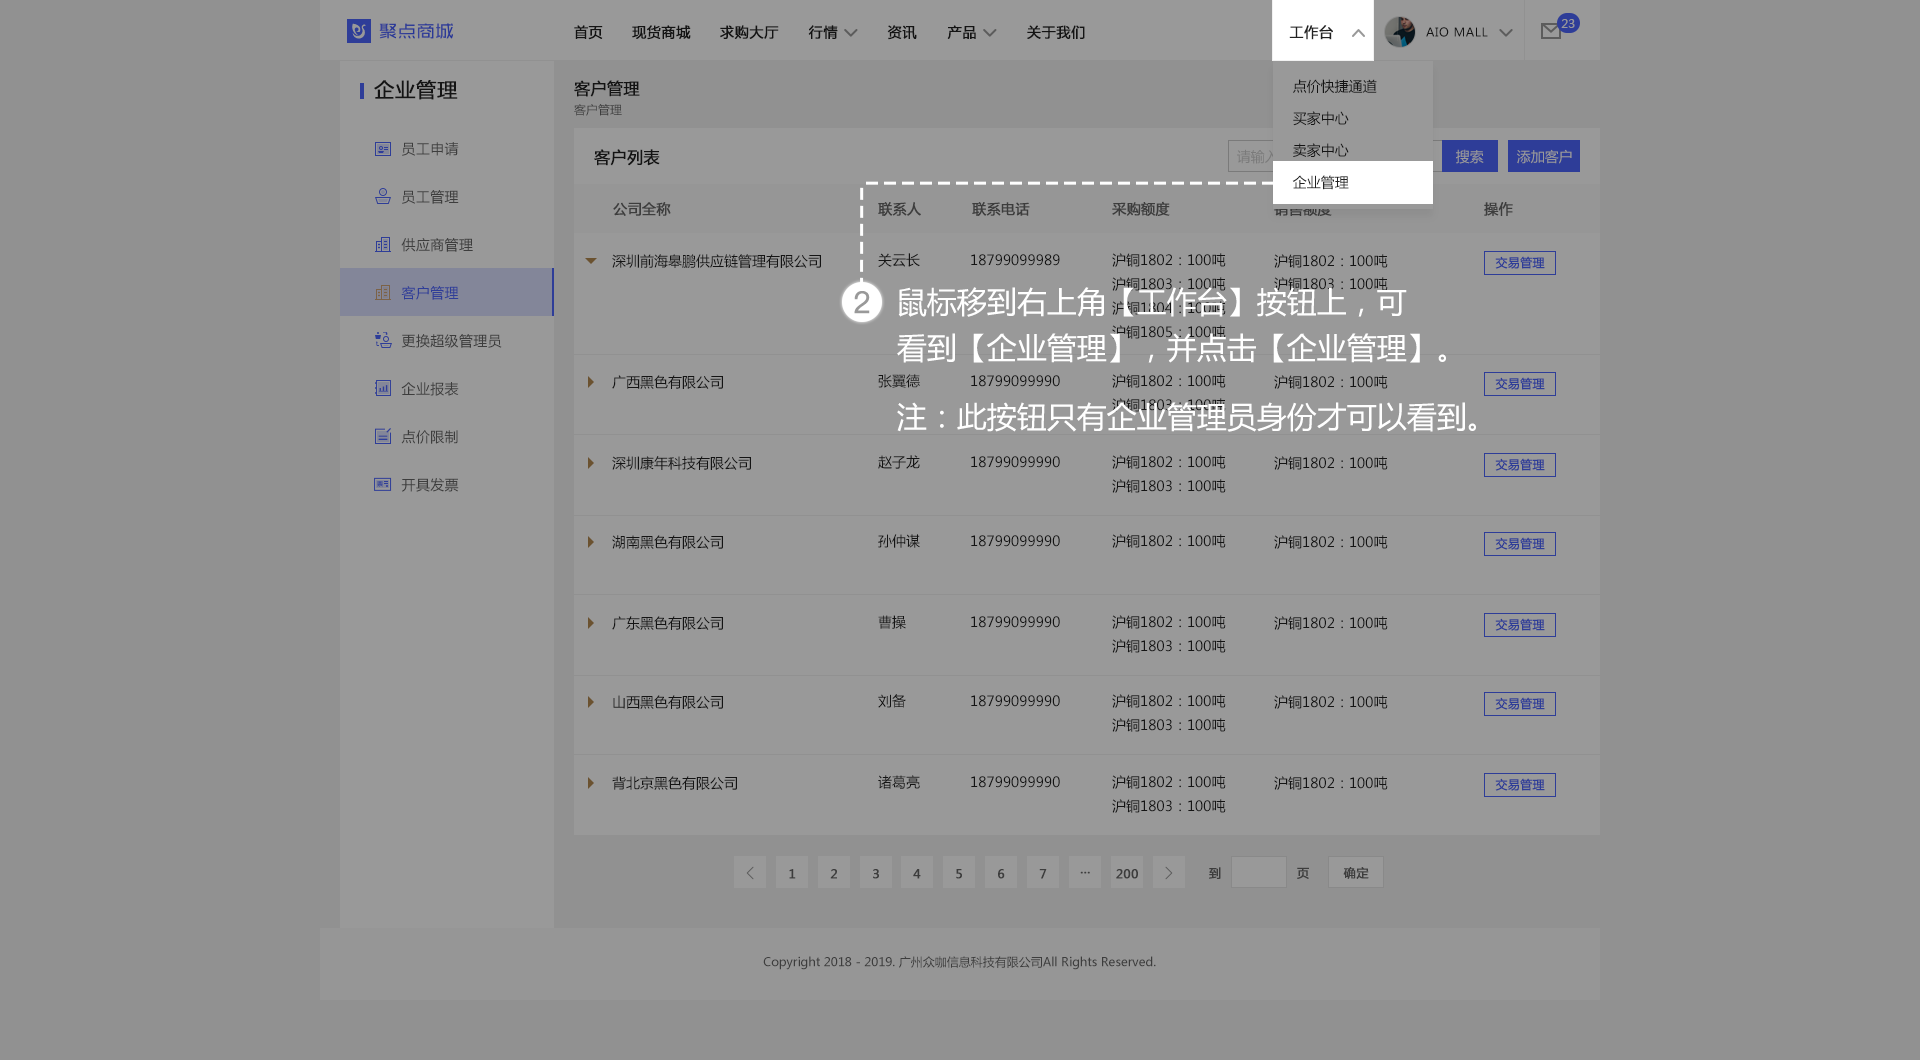 聚点商城
首页 现货商城 求购大厅 行情 资讯 产品 关于我们
工作台
AIO MALL
23
点价快捷通道
买家中心
卖家中心
企业管理
企业管理
员工申请
员工管理
供应商管理
客户管理
更换超级管理员
企业报表
点价限制
开具发票
客户管理
客户管理
客户列表
请输入
搜索
添加客户
公司全称 联系人 联系电话 采购额度 销售额度 操作
深圳前海皋鹏供应链管理有限公司 关云长 18799099989 沪铜1802：100吨 沪铜1802：100吨 交易管理
沪铜1803：100吨 沪铜1803：100吨
沪铜1804：100吨
沪铜1805：100吨
② 鼠标移到右上角【工作台】按钮上，可
看到【企业管理】，并点击【企业管理】。
注：此按钮只有企业管理员身份才可以看到。
广西黑色有限公司 张翼德 18799099990 沪铜1802：100吨 沪铜1802：100吨 交易管理
沪铜1803：100吨
深圳康年科技有限公司 赵子龙 18799099990 沪铜1802：100吨 沪铜1802：100吨 交易管理
沪铜1803：100吨
湖南黑色有限公司 孙仲谋 18799099990 沪铜1802：100吨 沪铜1802：100吨 交易管理
广东黑色有限公司 曹操 18799099990 沪铜1802：100吨 沪铜1802：100吨 交易管理
沪铜1803：100吨
山西黑色有限公司 刘备 18799099990 沪铜1802：100吨 沪铜1802：100吨 交易管理
沪铜1803：100吨
背北京黑色有限公司 诸葛亮 18799099990 沪铜1802：100吨 沪铜1802：100吨 交易管理
沪铜1803：100吨
1 2 3 4 5 6 7 ··· 200 到 页 确定
Copyright 2018 - 2019. 广州众咖信息科技有限公司All Rights Reserved.